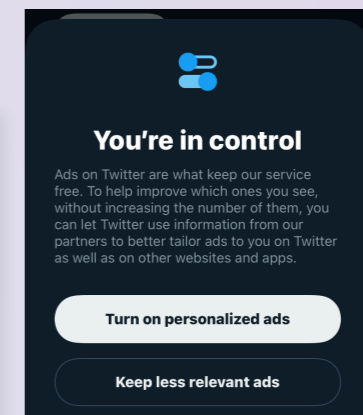 You’re in control
Ads on Twitter are what keep our service
free. To help improve which ones you see,
without increasing the number of them, you
can let Twitter use information from our
partners to better tailor ads to you on Twitter
as well as on other websites and apps.
Turn on personalized ads
Keep less relevant ads